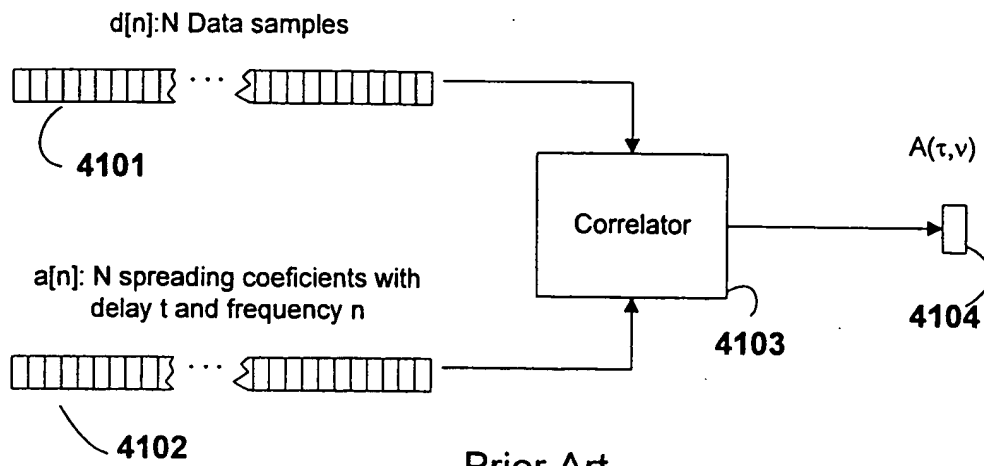 d[n]:N Data samples
4101
A(τ,ν)
Correlator
a[n]: N spreading coeficients with
delay t and frequency n
4103
4104
4102
Prior Art